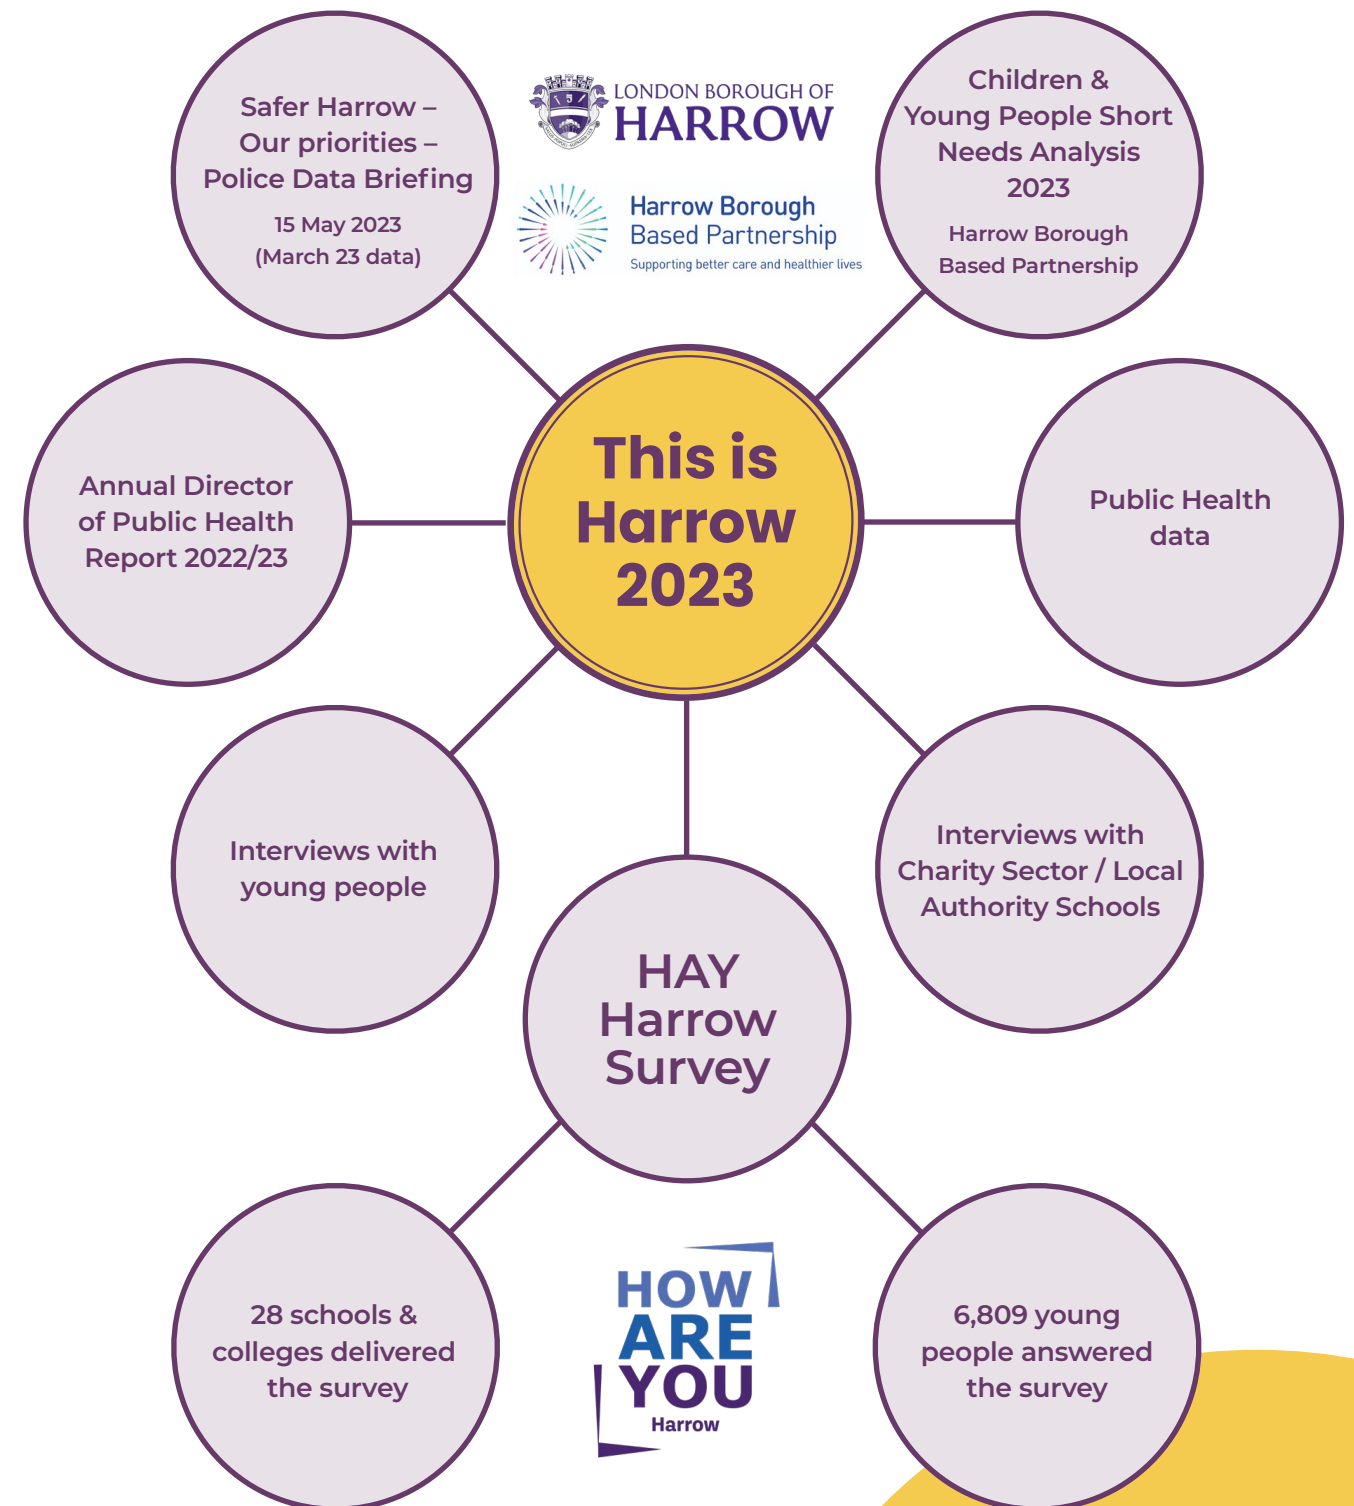 Safer Harrow –
Our priorities –
Police Data Briefing
15 May 2023
(March 23 data)
LONDON BOROUGH OF
HARROW
Harrow Borough
Based Partnership
Supporting better care and healthier lives
Children &
Young People Short
Needs Analysis
2023
Harrow Borough
Based Partnership
Annual Director
of Public Health
Report 2022/23
This is
Harrow
2023
Public Health
data
Interviews with
young people
HAY
Harrow
Survey
Interviews with
Charity Sector / Local
Authority Schools
28 schools &
colleges delivered
the survey
HOW
ARE
YOU
Harrow
6,809 young
people answered
the survey